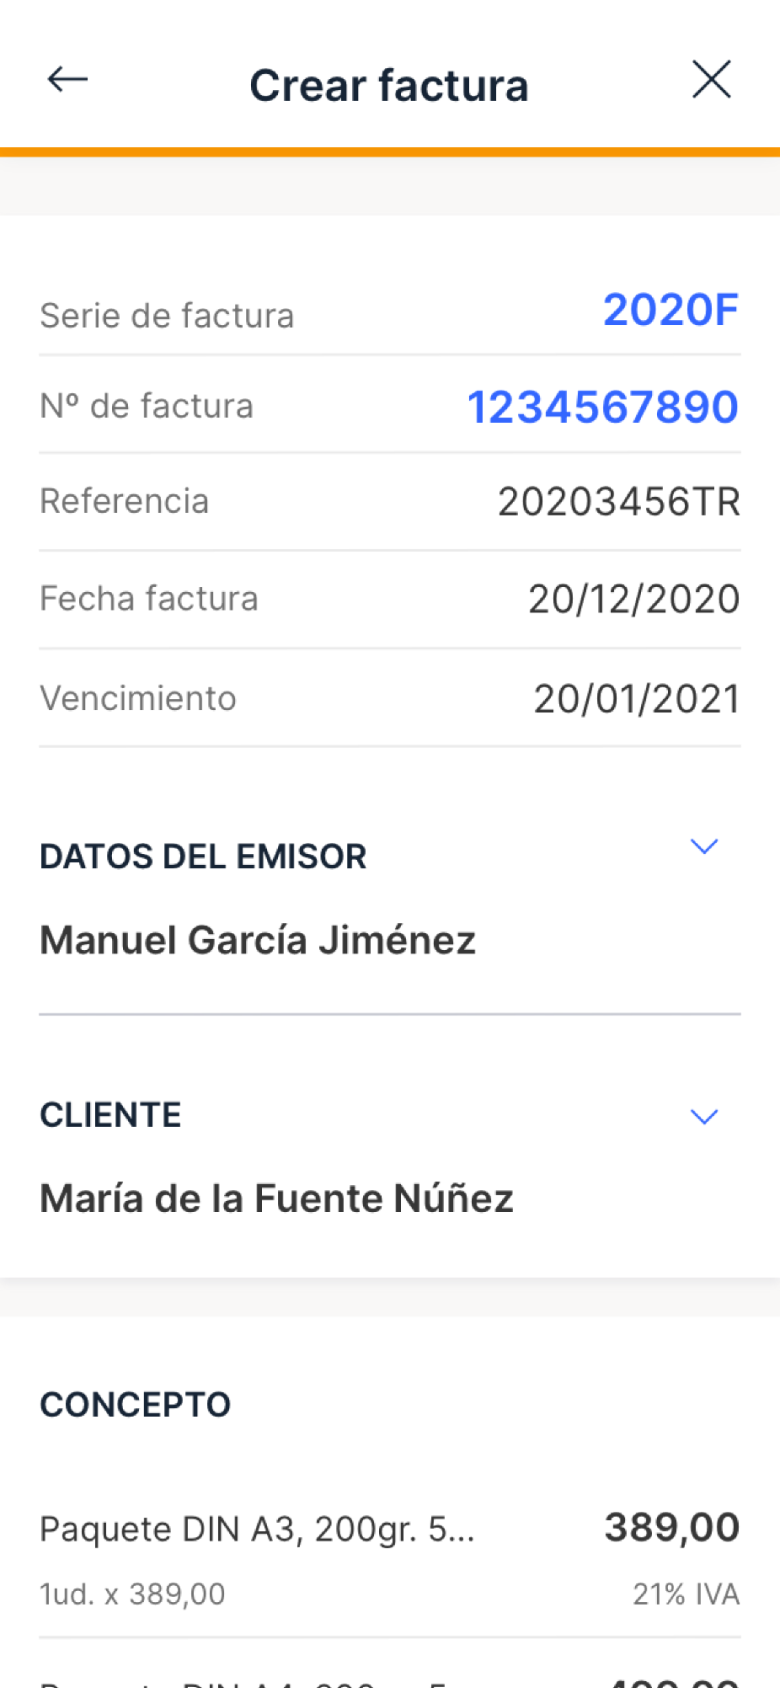 Crear factura
Serie de factura 2020F
Nº de factura 1234567890
Referencia 20203456TR
Fecha factura 20/12/2020
Vencimiento 20/01/2021
DATOS DEL EMISOR
Manuel García Jiménez
CLIENTE
María de la Fuente Núñez
CONCEPTO
Paquete DIN A3, 200gr. 5... 389,00
1ud. x 389,00 21% IVA